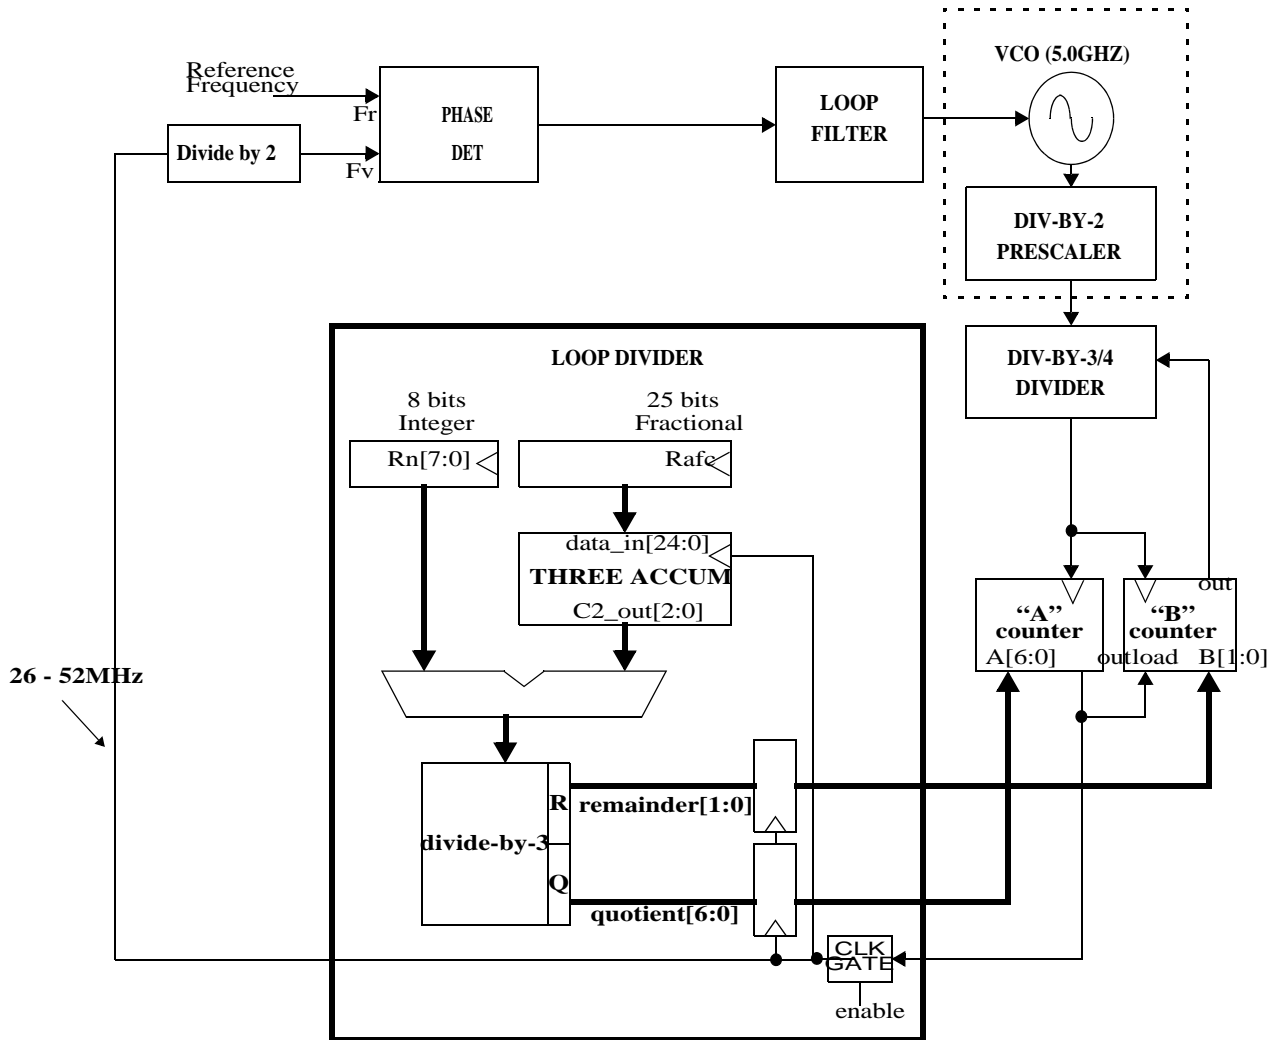 VCO (5.0GHZ)
Reference
Frequency
Fr
PHASE
DET
LOOP
FILTER
Divide by 2
Fv
DIV-BY-2
PRESCALER
LOOP DIVIDER
DIV-BY-3/4
DIVIDER
8 bits
Integer
25 bits
Fractional
Rn[7:0]
Rafc
data_in[24:0]
THREE ACCUM
C2_out[2:0]
out
“A”
counter
A[6:0]
“B”
counter
outload B[1:0]
26 - 52MHz
R
remainder[1:0]
divide-by-3
Q
quotient[6:0]
CLK
GATE
enable